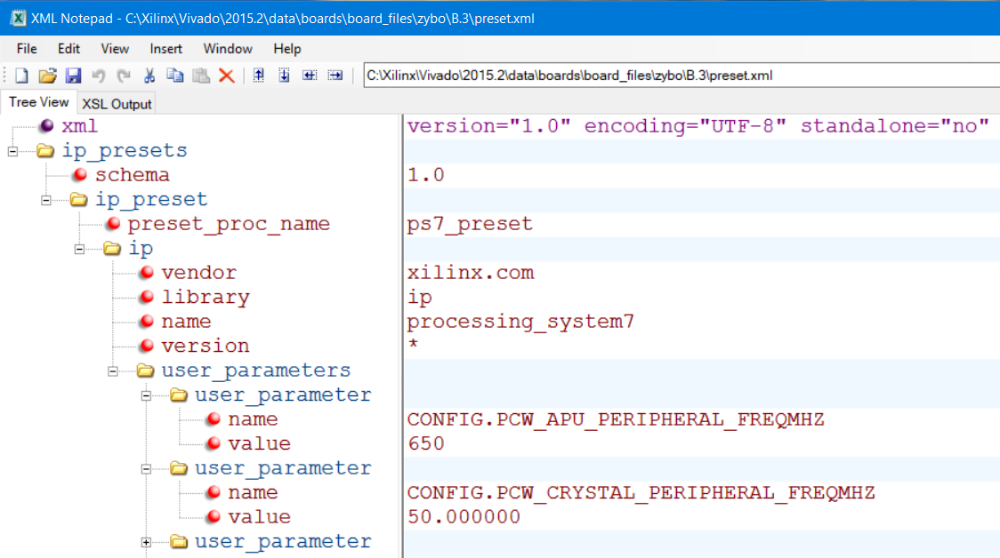 XML Notepad - C:\Xilinx\Vivado\2015.2\data\boards\board_files\zybo\B.3\preset.xml
File Edit View Insert Window Help
C:\Xilinx\Vivado\2015.2\data\boards\board_files\zybo\B.3\preset.xml
Tree View XSL Output
xml version="1.0" encoding="UTF-8" standalone="no"
ip_presets
schema 1.0
ip_preset
preset_proc_name ps7_preset
ip
vendor xilinx.com
library ip
name processing_system7
version *
user_parameters
user_parameter
name CONFIG.PCW_APU_PERIPHERAL_FREQMHZ
value 650
user_parameter
name CONFIG.PCW_CRYSTAL_PERIPHERAL_FREQMHZ
value 50.000000
user_parameter